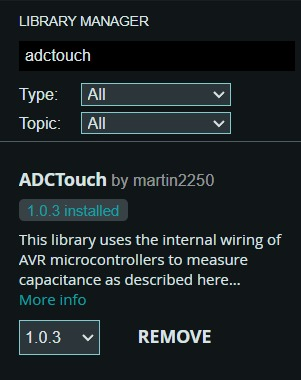 LIBRARY MANAGER
adctouch
Type: All
Topic: All
ADCTouch by martin2250
1.0.3 installed
This library uses the internal wiring of
AVR microcontrollers to measure
capacitance as described here...
More info
1.0.3 REMOVE